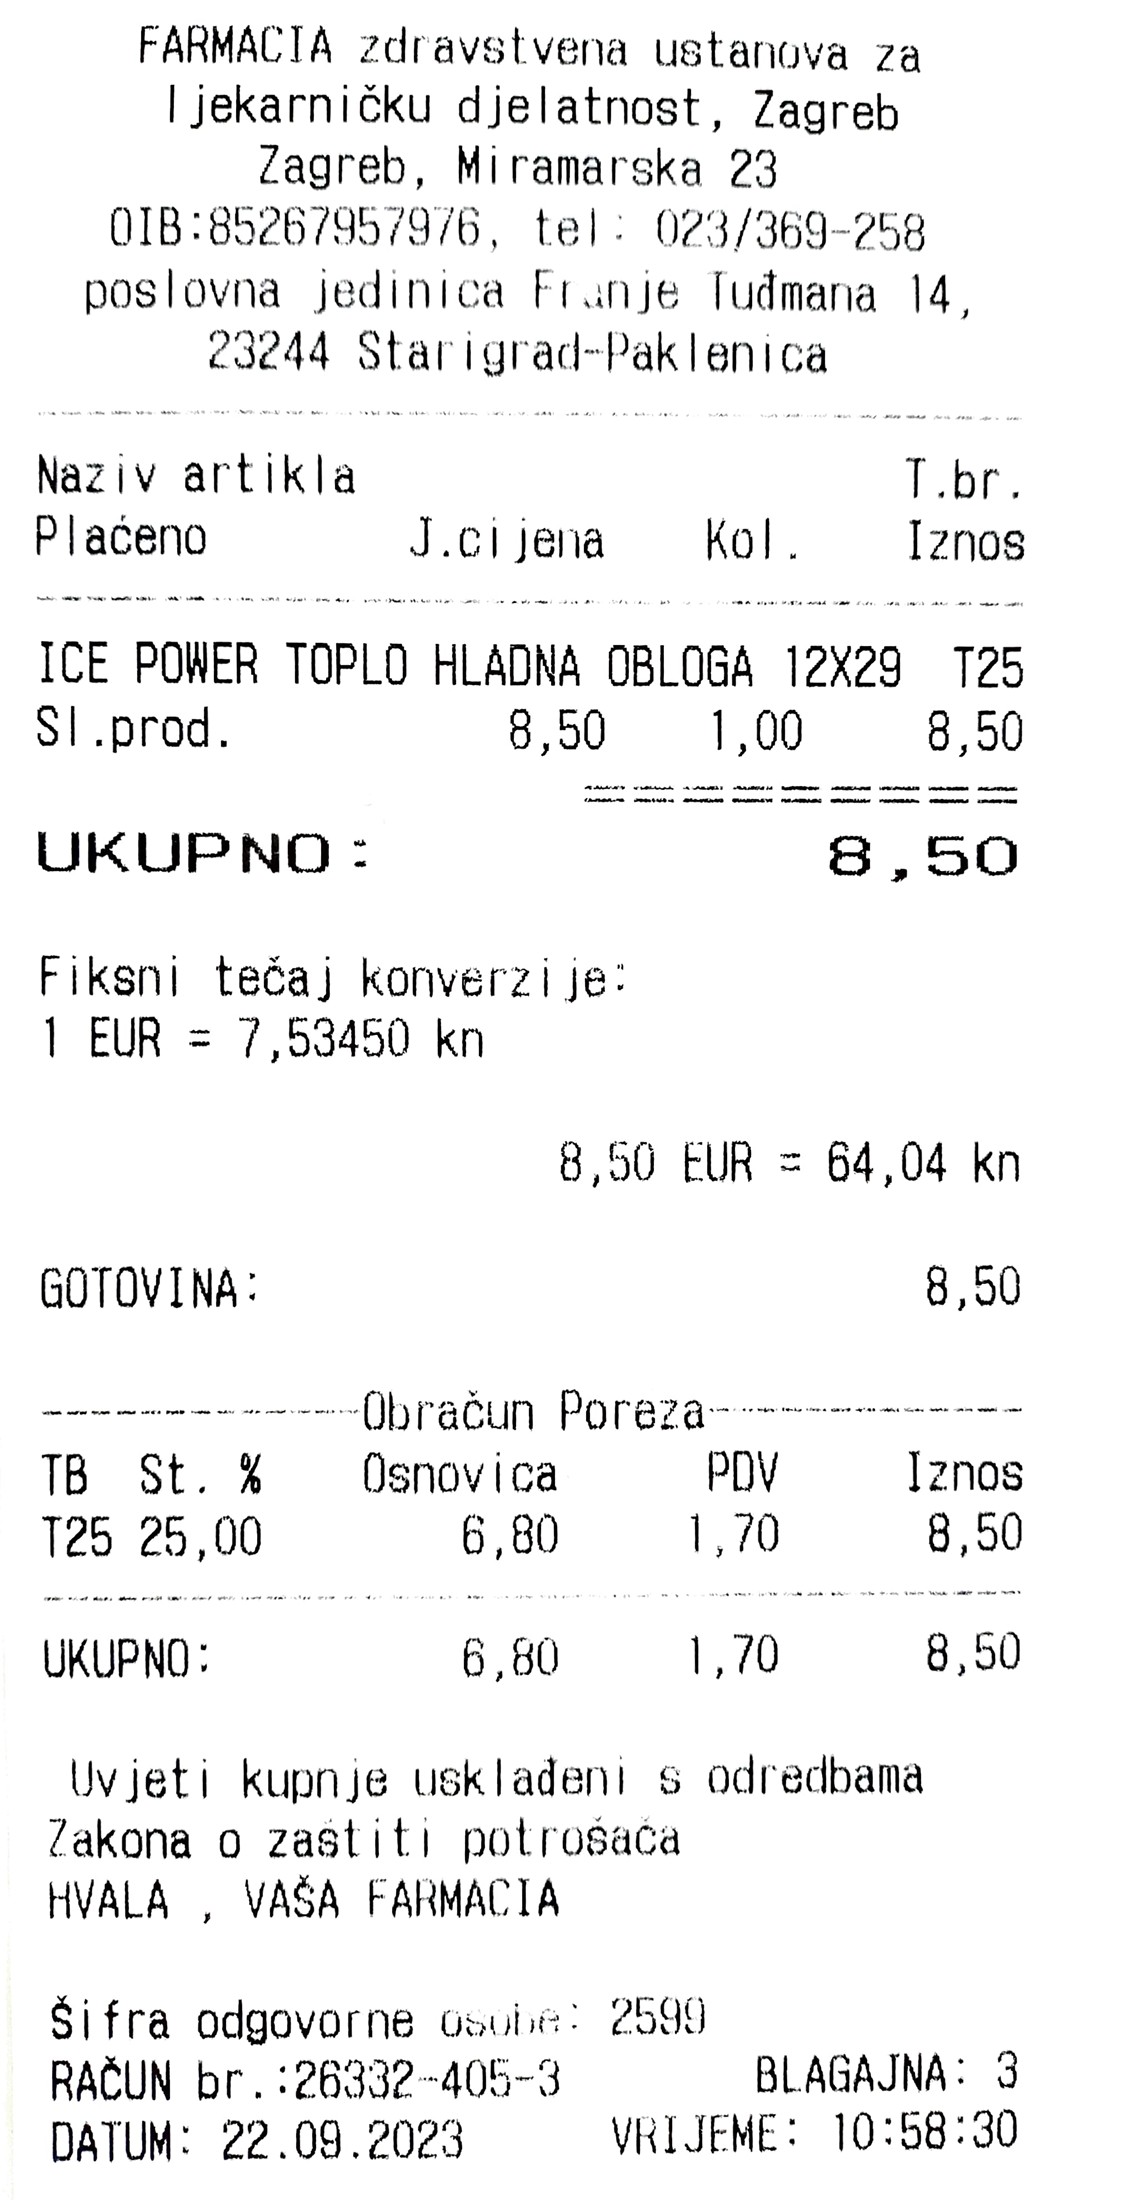 FARMACIA zdravstvena ustanova za
ljekarničku djelatnost, Zagreb
Zagreb, Miramarska 23
OIB:85267957976, tel: 023/369-258
poslovna jedinica Franje Tuđmana 14,
23244 Starigrad-Paklenica
Naziv artikla T.br.
Plaćeno J.cijena Kol. Iznos
ICE POWER TOPLO HLADNA OBLOGA 12X29 T25
Sl.prod. 8,50 1,00 8,50
========= 
UKUPNO: 8,50
Fiksni tečaj konverzije:
1 EUR = 7,53450 kn
8,50 EUR = 64,04 kn
GOTOVINA: 8,50
-------------Obračun Poreza-------------
TB St. % Osnovica PDV Iznos
T25 25,00 6,80 1,70 8,50
UKUPNO: 6,80 1,70 8,50
Uvjeti kupnje usklađeni s odredbama
Zakona o zaštiti potrošača
HVALA , VAŠA FARMACIA
Šifra odgovorne osobe: 2599
RAČUN br.:26332-405-3 BLAGAJNA: 3
DATUM: 22.09.2023 VRIJEME: 10:58:30